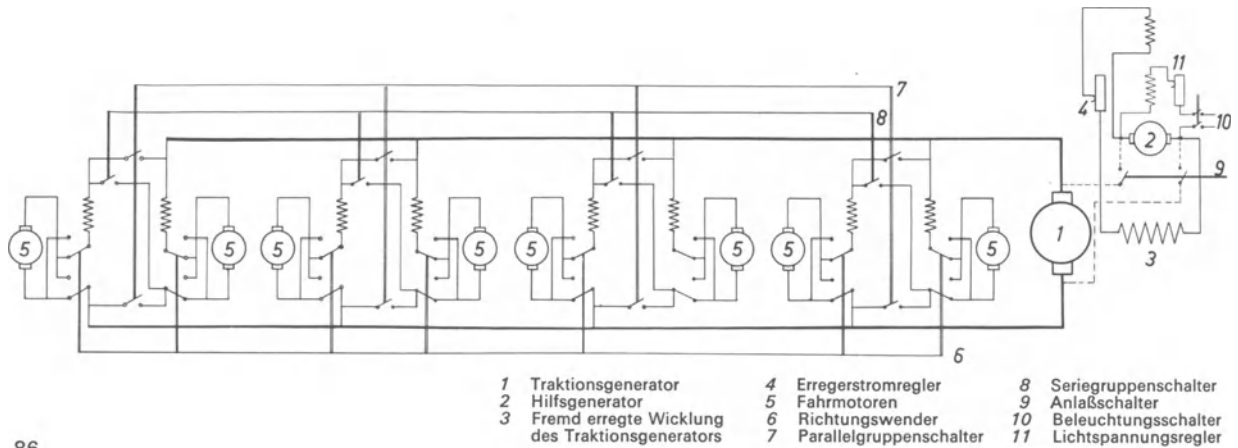 7
11
8
4
10
2
9
5 5 5 5 5 5 5 5
1
3
6
1 Traktionsgenerator
2 Hilfsgenerator
3 Fremd erregte Wicklung
des Traktionsgenerators
4 Erregerstromregler
5 Fahrmotoren
6 Richtungswender
7 Parallelgruppenschalter
8 Seriegruppenschalter
9 Anlaßschalter
10 Beleuchtungsschalter
11 Lichtspannungsregler